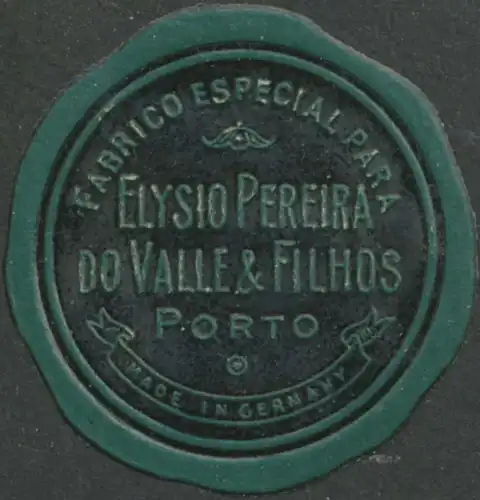 FABRICO ESPECIAL PARA
ELYSIO PEREIRA
DO VALLE & FILHOS
PORTO
MADE IN GERMANY